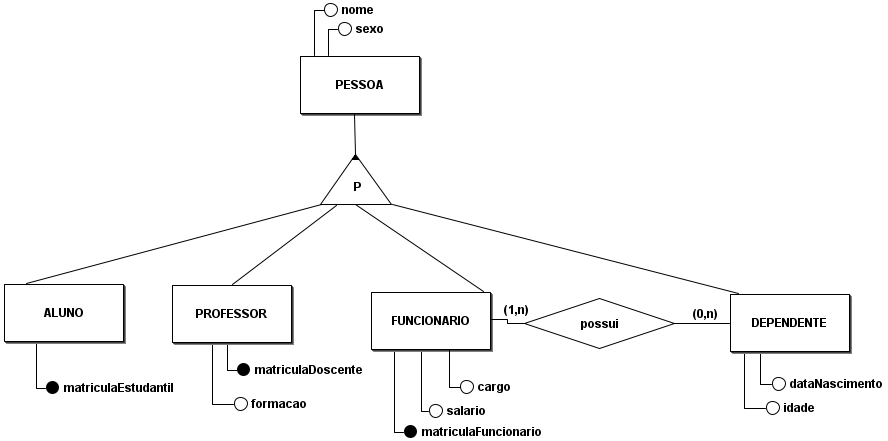 nome
sexo
PESSOA
P
ALUNO
PROFESSOR
FUNCIONARIO
(1,n)
possui
(0,n)
DEPENDENTE
matriculaEstudantil
matriculaDoscente
formacao
cargo
salario
matriculaFuncionario
dataNascimento
idade